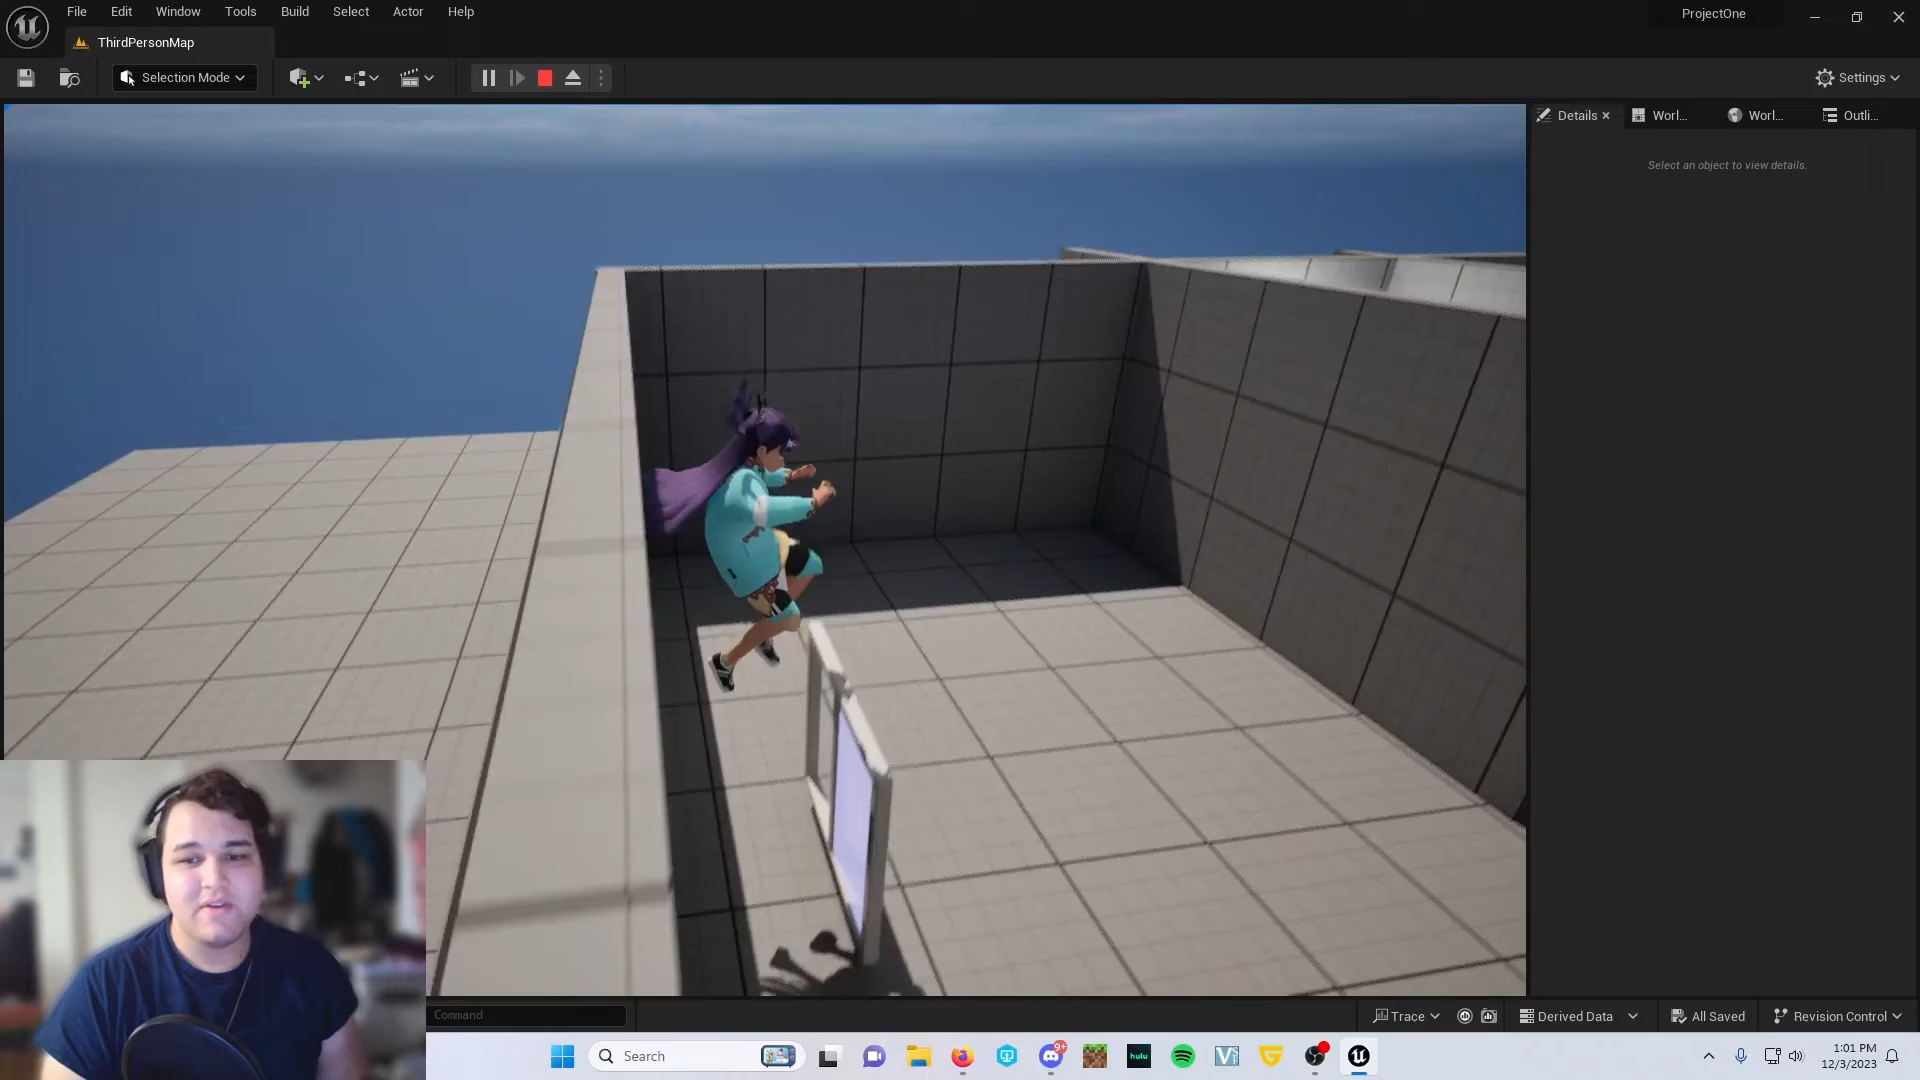 File Edit Window Tools Build Select Actor Help
ProjectOne
ThirdPersonMap
Selection Mode
Settings
Details
Worl...
Worl...
Outli...
Select an object to view details.
Command
Trace
Derived Data
All Saved
Revision Control
Search
9+
hulu
1:01 PM
12/3/2023